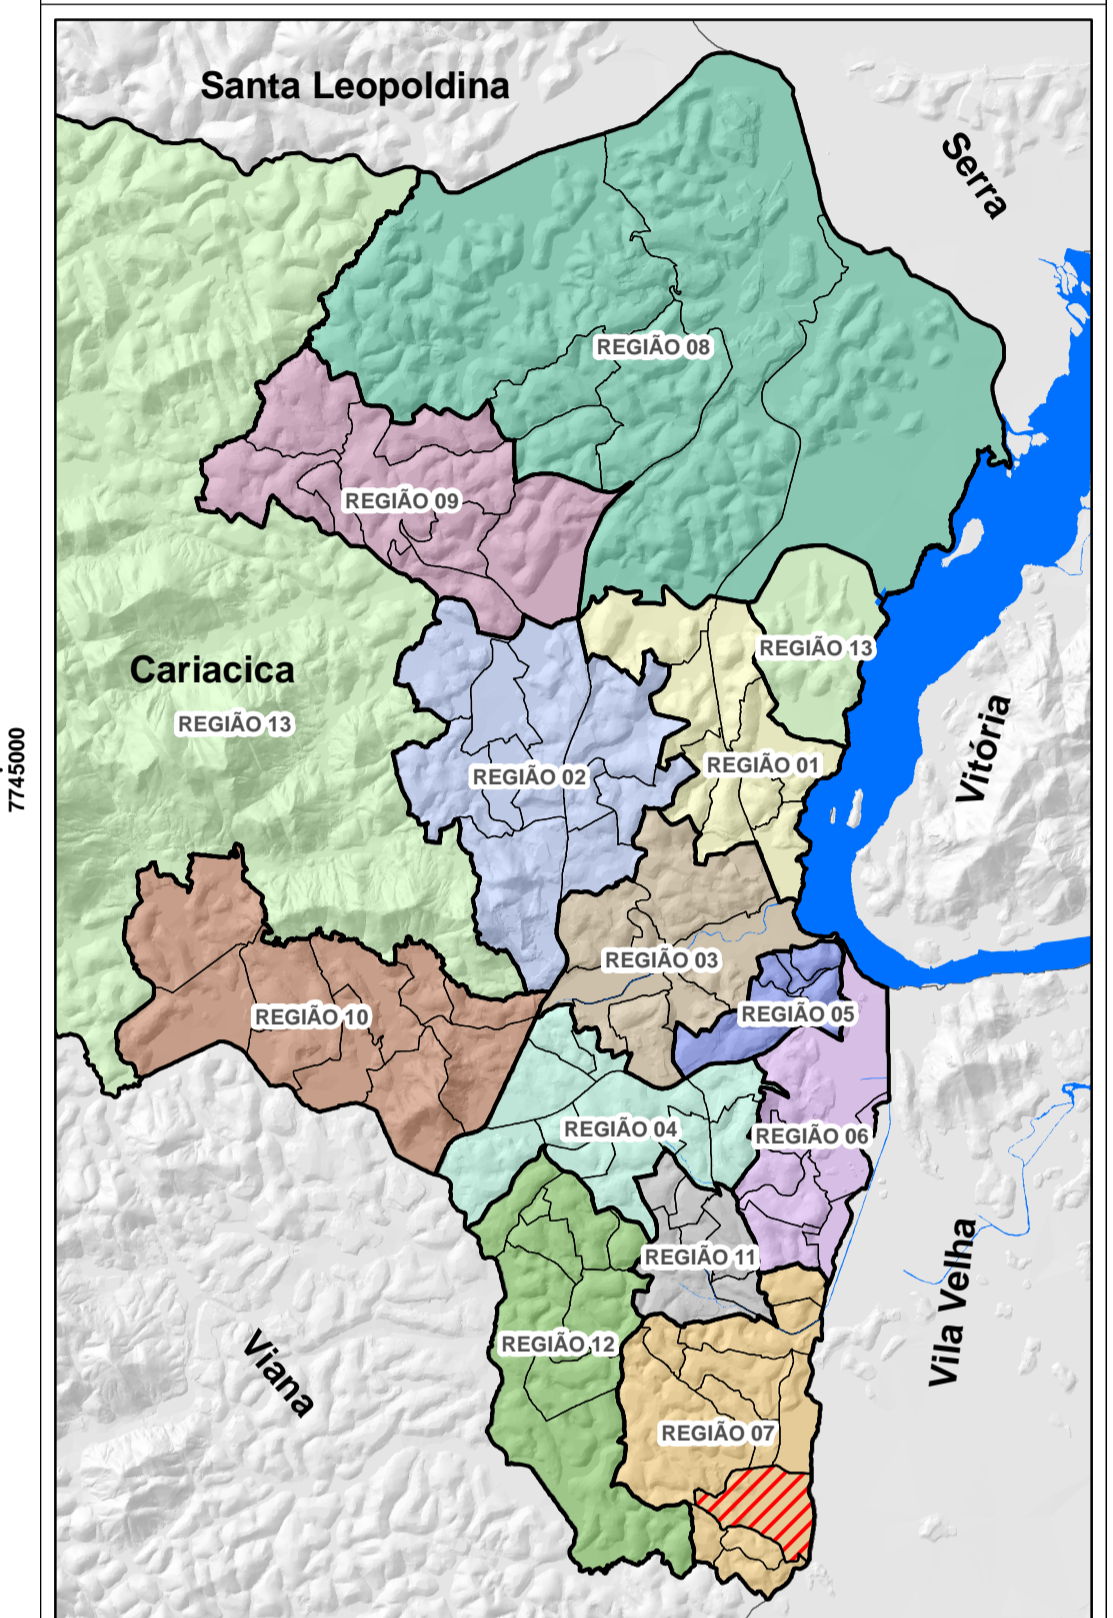 Santa Leopoldina
Serra
REGIÃO 08
REGIÃO 09
REGIÃO 13
Cariacica
REGIÃO 13
Vitória
7745000
REGIÃO 02
REGIÃO 01
REGIÃO 03
REGIÃO 05
REGIÃO 10
REGIÃO 04
REGIÃO 06
REGIÃO 11
Vila Velha
REGIÃO 12
Viana
REGIÃO 07